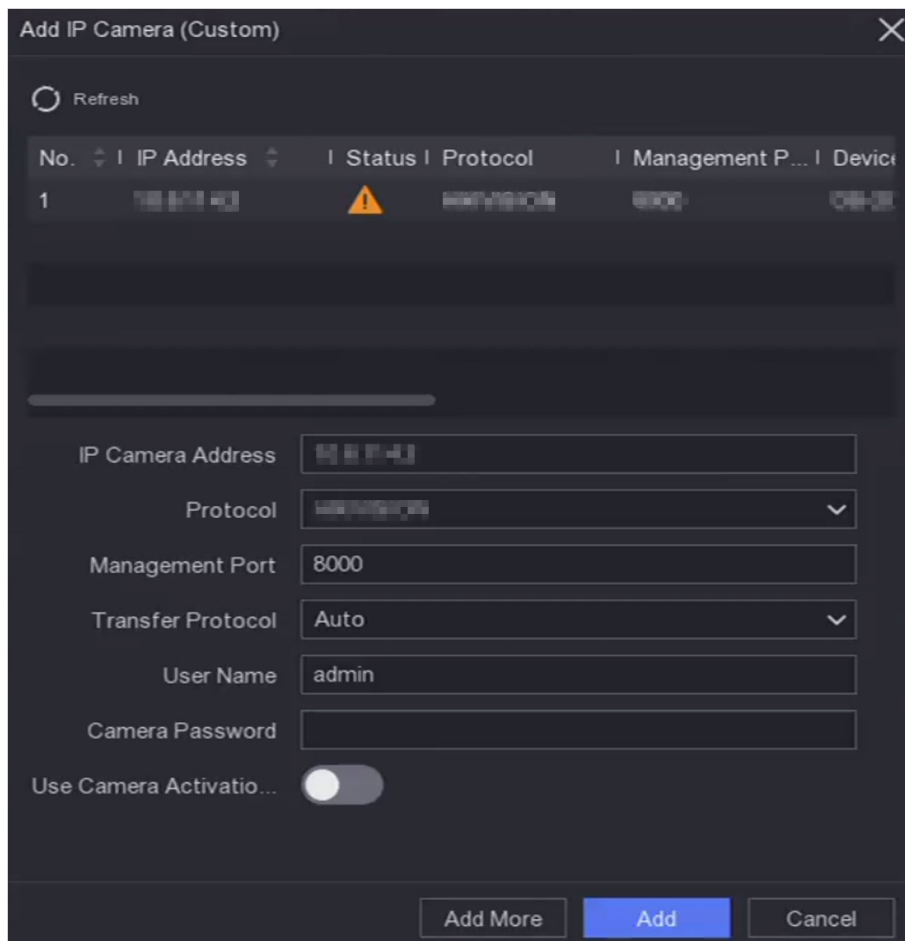 Add IP Camera (Custom)
Refresh
No. IP Address Status Protocol Management P... Device
1
IP Camera Address
Protocol
Management Port 8000
Transfer Protocol Auto
User Name admin
Camera Password
Use Camera Activatio...
Add More Add Cancel